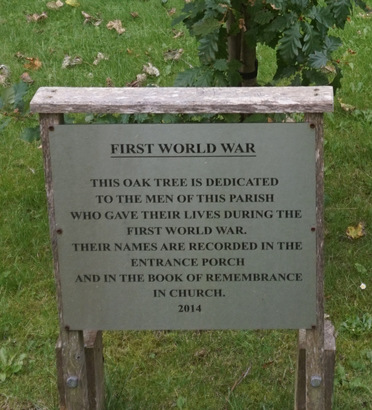 FIRST WORLD WAR
THIS OAK TREE IS DEDICATED
TO THE MEN OF THIS PARISH
WHO GAVE THEIR LIVES DURING THE
FIRST WORLD WAR.
THEIR NAMES ARE RECORDED IN THE
ENTRANCE PORCH
AND IN THE BOOK OF REMEMBRANCE
IN CHURCH.
2014